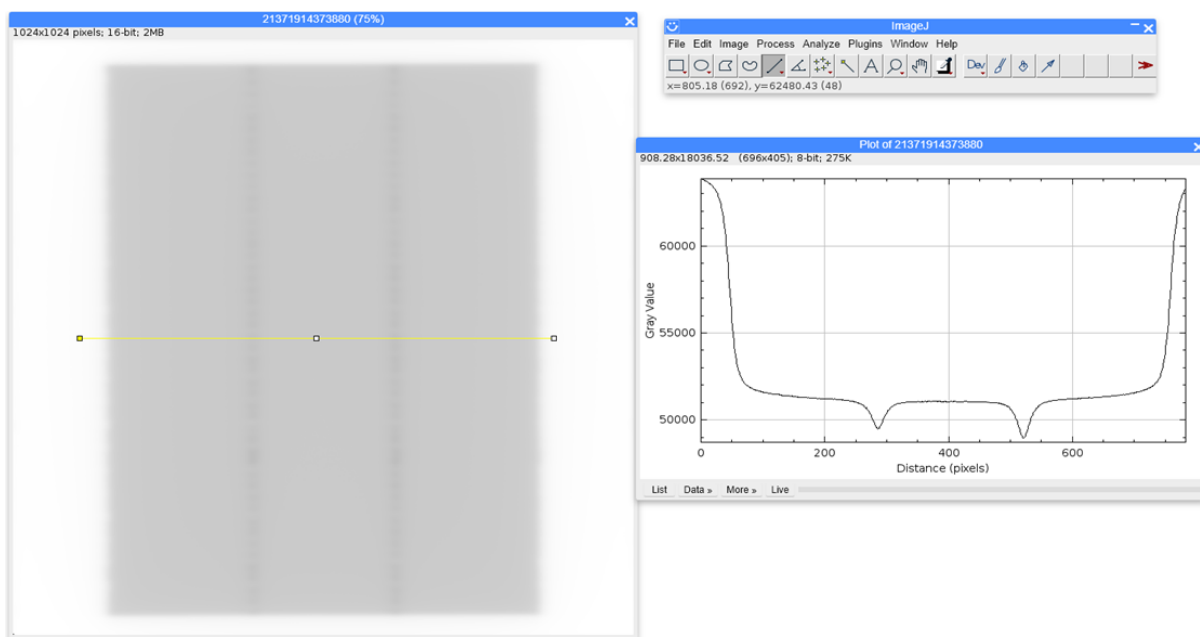 21371914373880 (75%)
1024x1024 pixels; 16-bit; 2MB
ImageJ
File Edit Image Process Analyze Plugins Window Help
A Dev
x=805.18 (692), y=62480.43 (48)
Plot of 21371914373880
908.28x18036.52 (696x405); 8-bit; 275K
60000
55000
50000
Gray Value
0 200 400 600
Distance (pixels)
List Data » More » Live